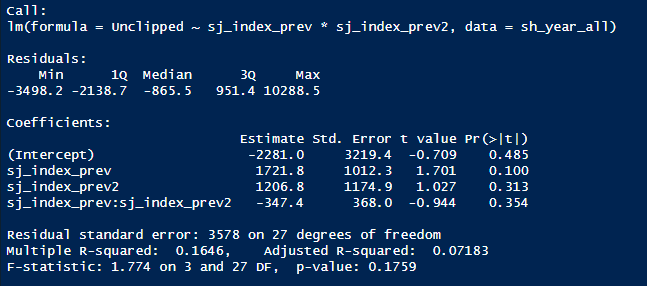 Call:
lm(formula = Unclipped ~ sj_index_prev * sj_index_prev2, data = sh_year_all)
Residuals:
Min 1Q Median 3Q Max
-3498.2 -2138.7 -865.5 951.4 10288.5
Coefficients:
Estimate Std. Error t value Pr(>|t|)
(Intercept) -2281.0 3219.4 -0.709 0.485
sj_index_prev 1721.8 1012.3 1.701 0.100
sj_index_prev2 1206.8 1174.9 1.027 0.313
sj_index_prev:sj_index_prev2 -347.4 368.0 -0.944 0.354
Residual standard error: 3578 on 27 degrees of freedom
Multiple R-squared: 0.1646, Adjusted R-squared: 0.07183
F-statistic: 1.774 on 3 and 27 DF, p-value: 0.1759